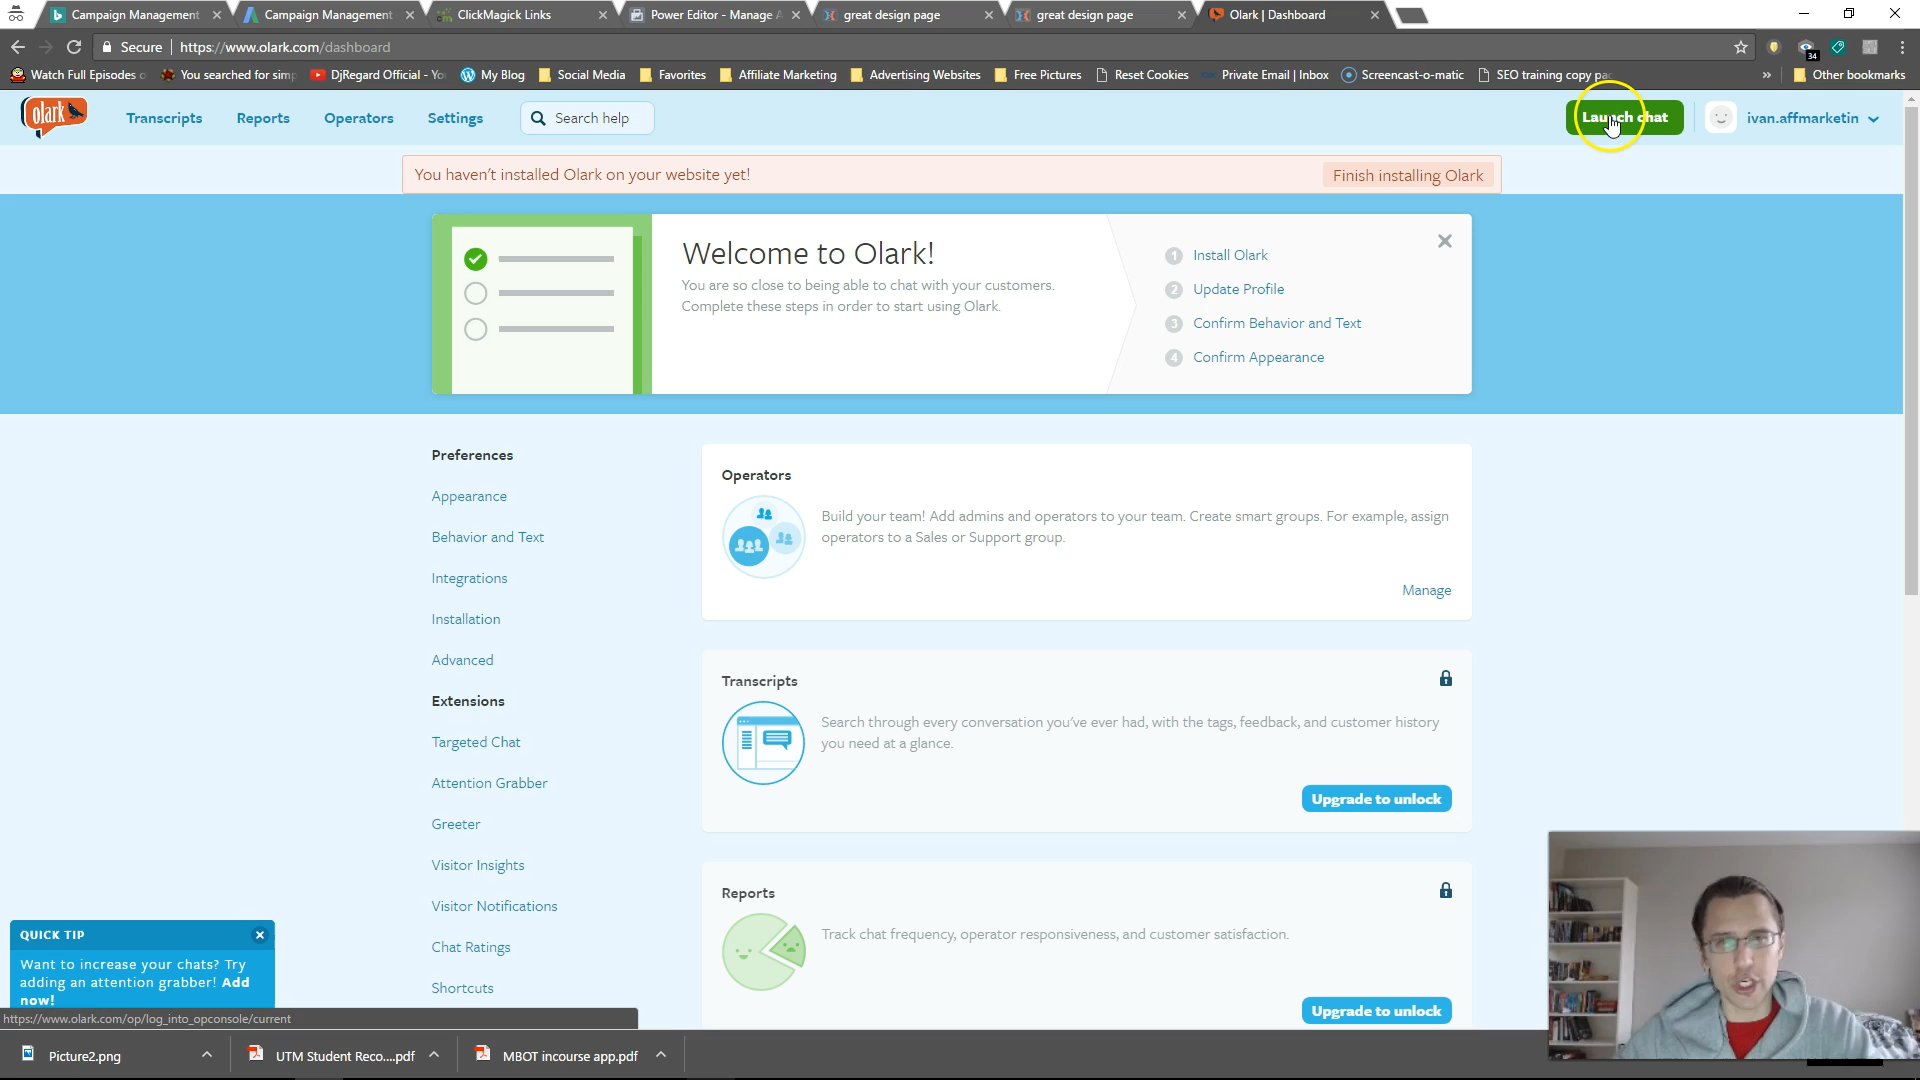 Campaign Management
Campaign Management
ClickMagick Links
Power Editor - Manage A
great design page
great design page
Olark | Dashboard
Secure
https://www.olark.com/dashboard
34
Watch Full Episodes o
You searched for simp
DjRegard Official - Yo
My Blog
Social Media
Favorites
Affiliate Marketing
Advertising Websites
Free Pictures
Reset Cookies
Private Email | Inbox
Screencast-o-matic
SEO training copy pa
»
Other bookmarks
olark
Transcripts
Reports
Operators
Settings
Search help
Launch chat
ivan.affmarketin
You haven't installed Olark on your website yet!
Finish installing Olark
Welcome to Olark!
You are so close to being able to chat with your customers.
Complete these steps in order to start using Olark.
1 Install Olark
2 Update Profile
3 Confirm Behavior and Text
4 Confirm Appearance
Preferences
Appearance
Behavior and Text
Integrations
Installation
Advanced
Extensions
Targeted Chat
Attention Grabber
Greeter
Visitor Insights
Visitor Notifications
Chat Ratings
Shortcuts
Operators
Build your team! Add admins and operators to your team. Create smart groups. For example, assign
operators to a Sales or Support group.
Manage
Transcripts
Search through every conversation you've ever had, with the tags, feedback, and customer history
you need at a glance.
Upgrade to unlock
Reports
Track chat frequency, operator responsiveness, and customer satisfaction.
Upgrade to unlock
QUICK TIP
Want to increase your chats? Try
adding an attention grabber! Add
now!
https://www.olark.com/op/log_into_opconsole/current
Picture2.png
UTM Student Reco....pdf
MBOT incourse app.pdf